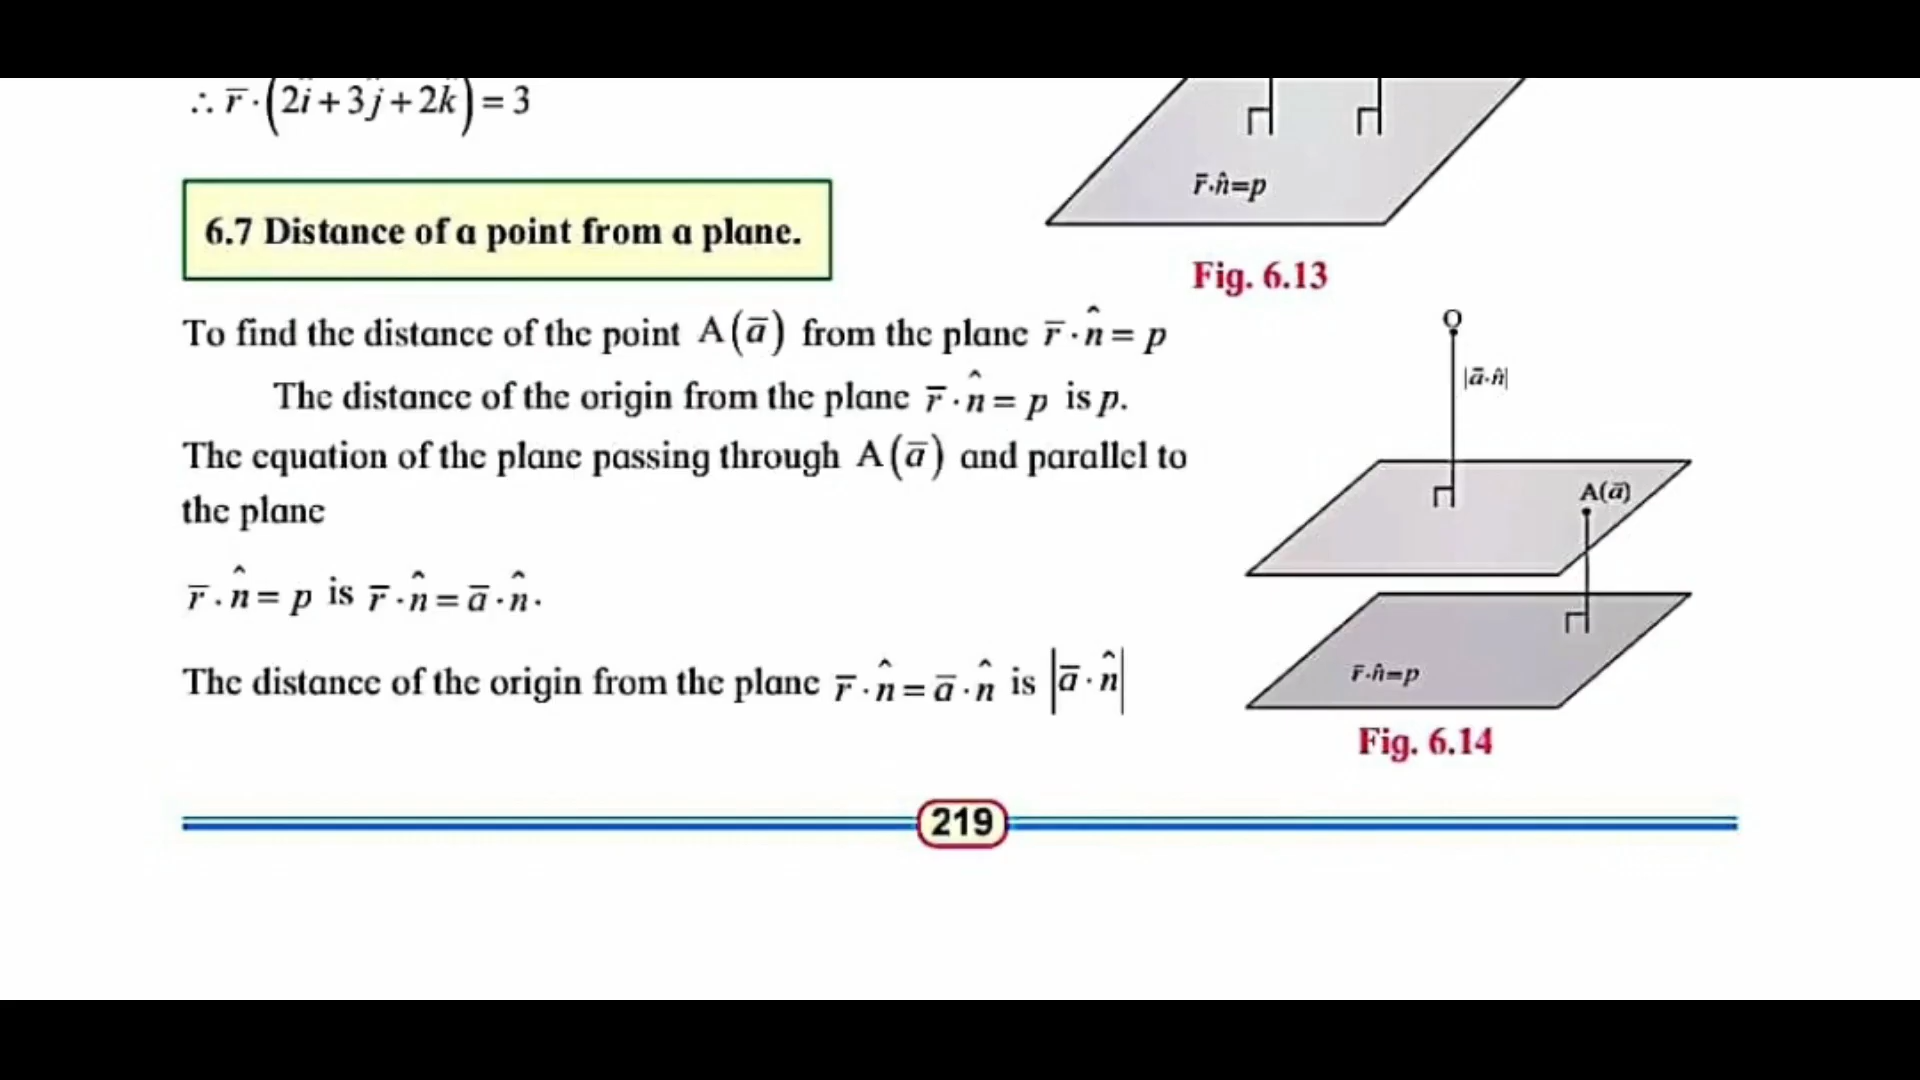 ∴ r̄ · (2i + 3j + 2k) = 3
r̄·n̂=p
6.7 Distance of a point from a plane.
Fig. 6.13
To find the distance of the point A(ā) from the plane r̄ · n̂ = p
The distance of the origin from the plane r̄ · n̂ = p is p.
The equation of the plane passing through A(ā) and parallel to
the plane
r̄ · n̂ = p is r̄ · n̂ = ā · n̂.
The distance of the origin from the plane r̄ · n̂ = ā · n̂ is |ā · n̂|
O
|ā·n̂|
A(ā)
r̄·n̂=p
Fig. 6.14
219